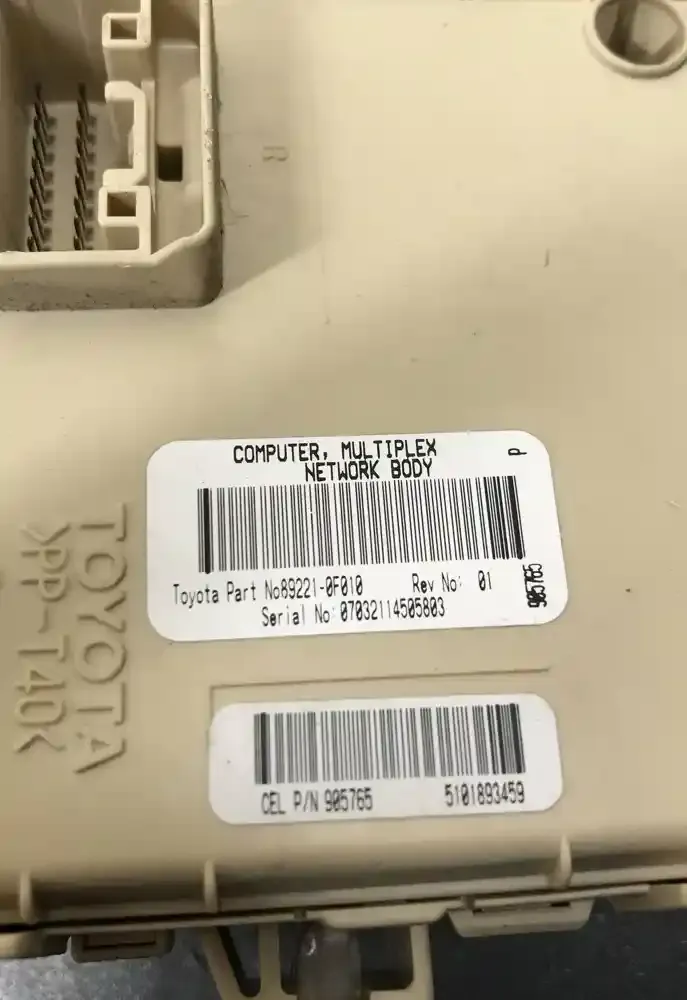 R
COMPUTER, MULTIPLEX
NETWORK BODY
P
Toyota Part No89221-0F010 Rev No: 01
Serial No:07032114505803
905765
TOYOTA
>PP-T40<
CEL P/N 905765 5101893459